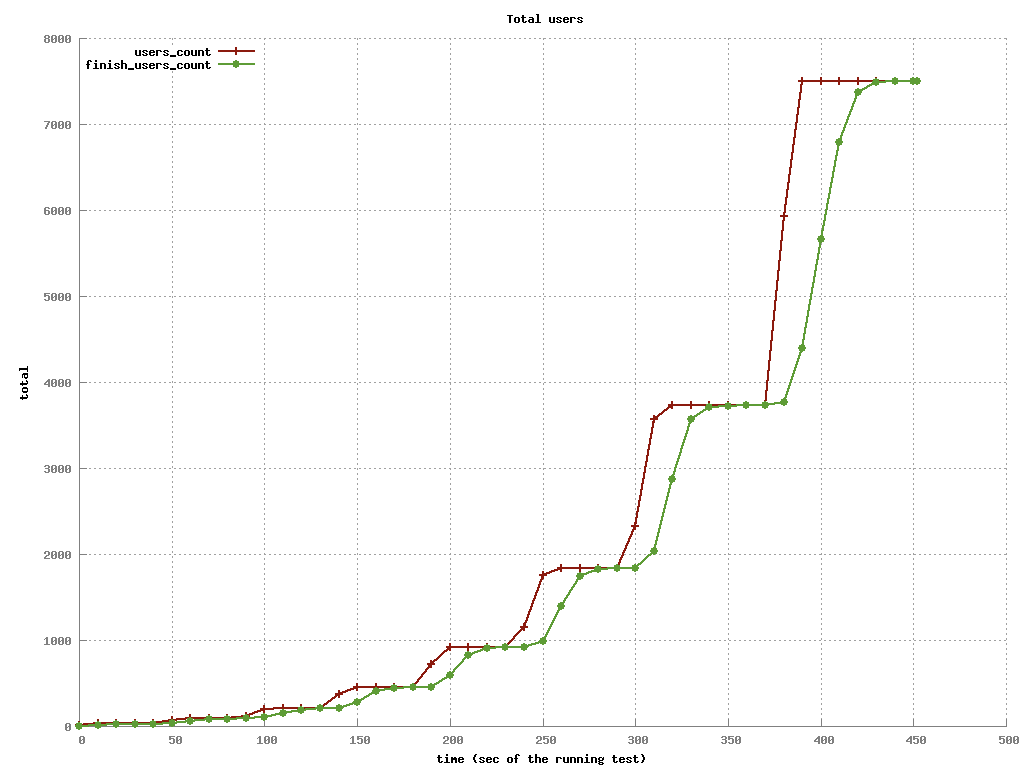 Total users
users_count
finish_users_count
8000
7000
6000
5000
4000
3000
2000
1000
0
total
0 50 100 150 200 250 300 350 400 450 500
time (sec of the running test)